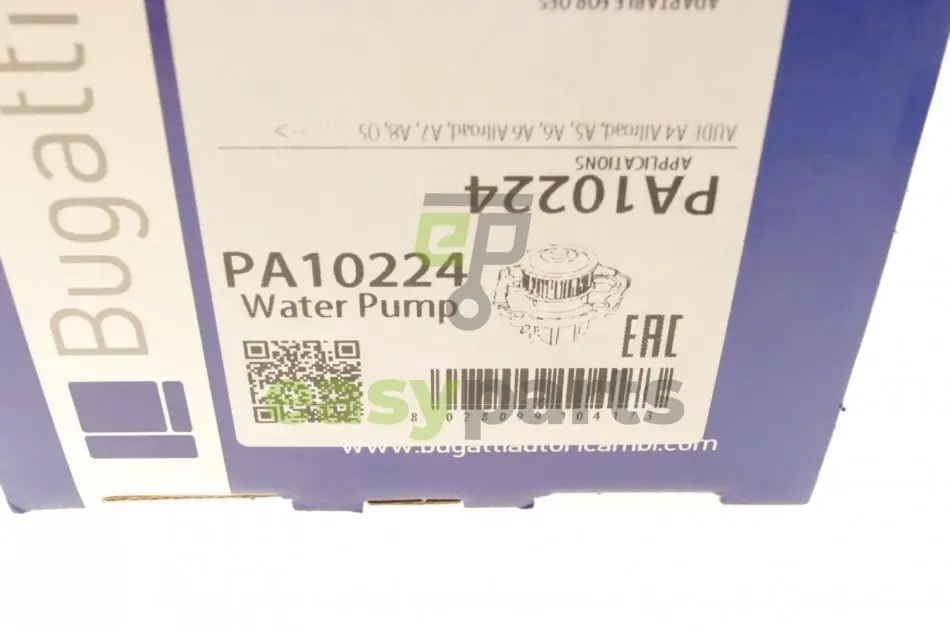 Bugatti
ADAPTABLE FOR OES
AUDI: A4 Allroad, A5, A6, A6 Allroad, A7, A8, Q5 ----->
APPLICATIONS
PA10224
PA10224
Water Pump
EAC
easyparts
www.bugattiautoricambi.com